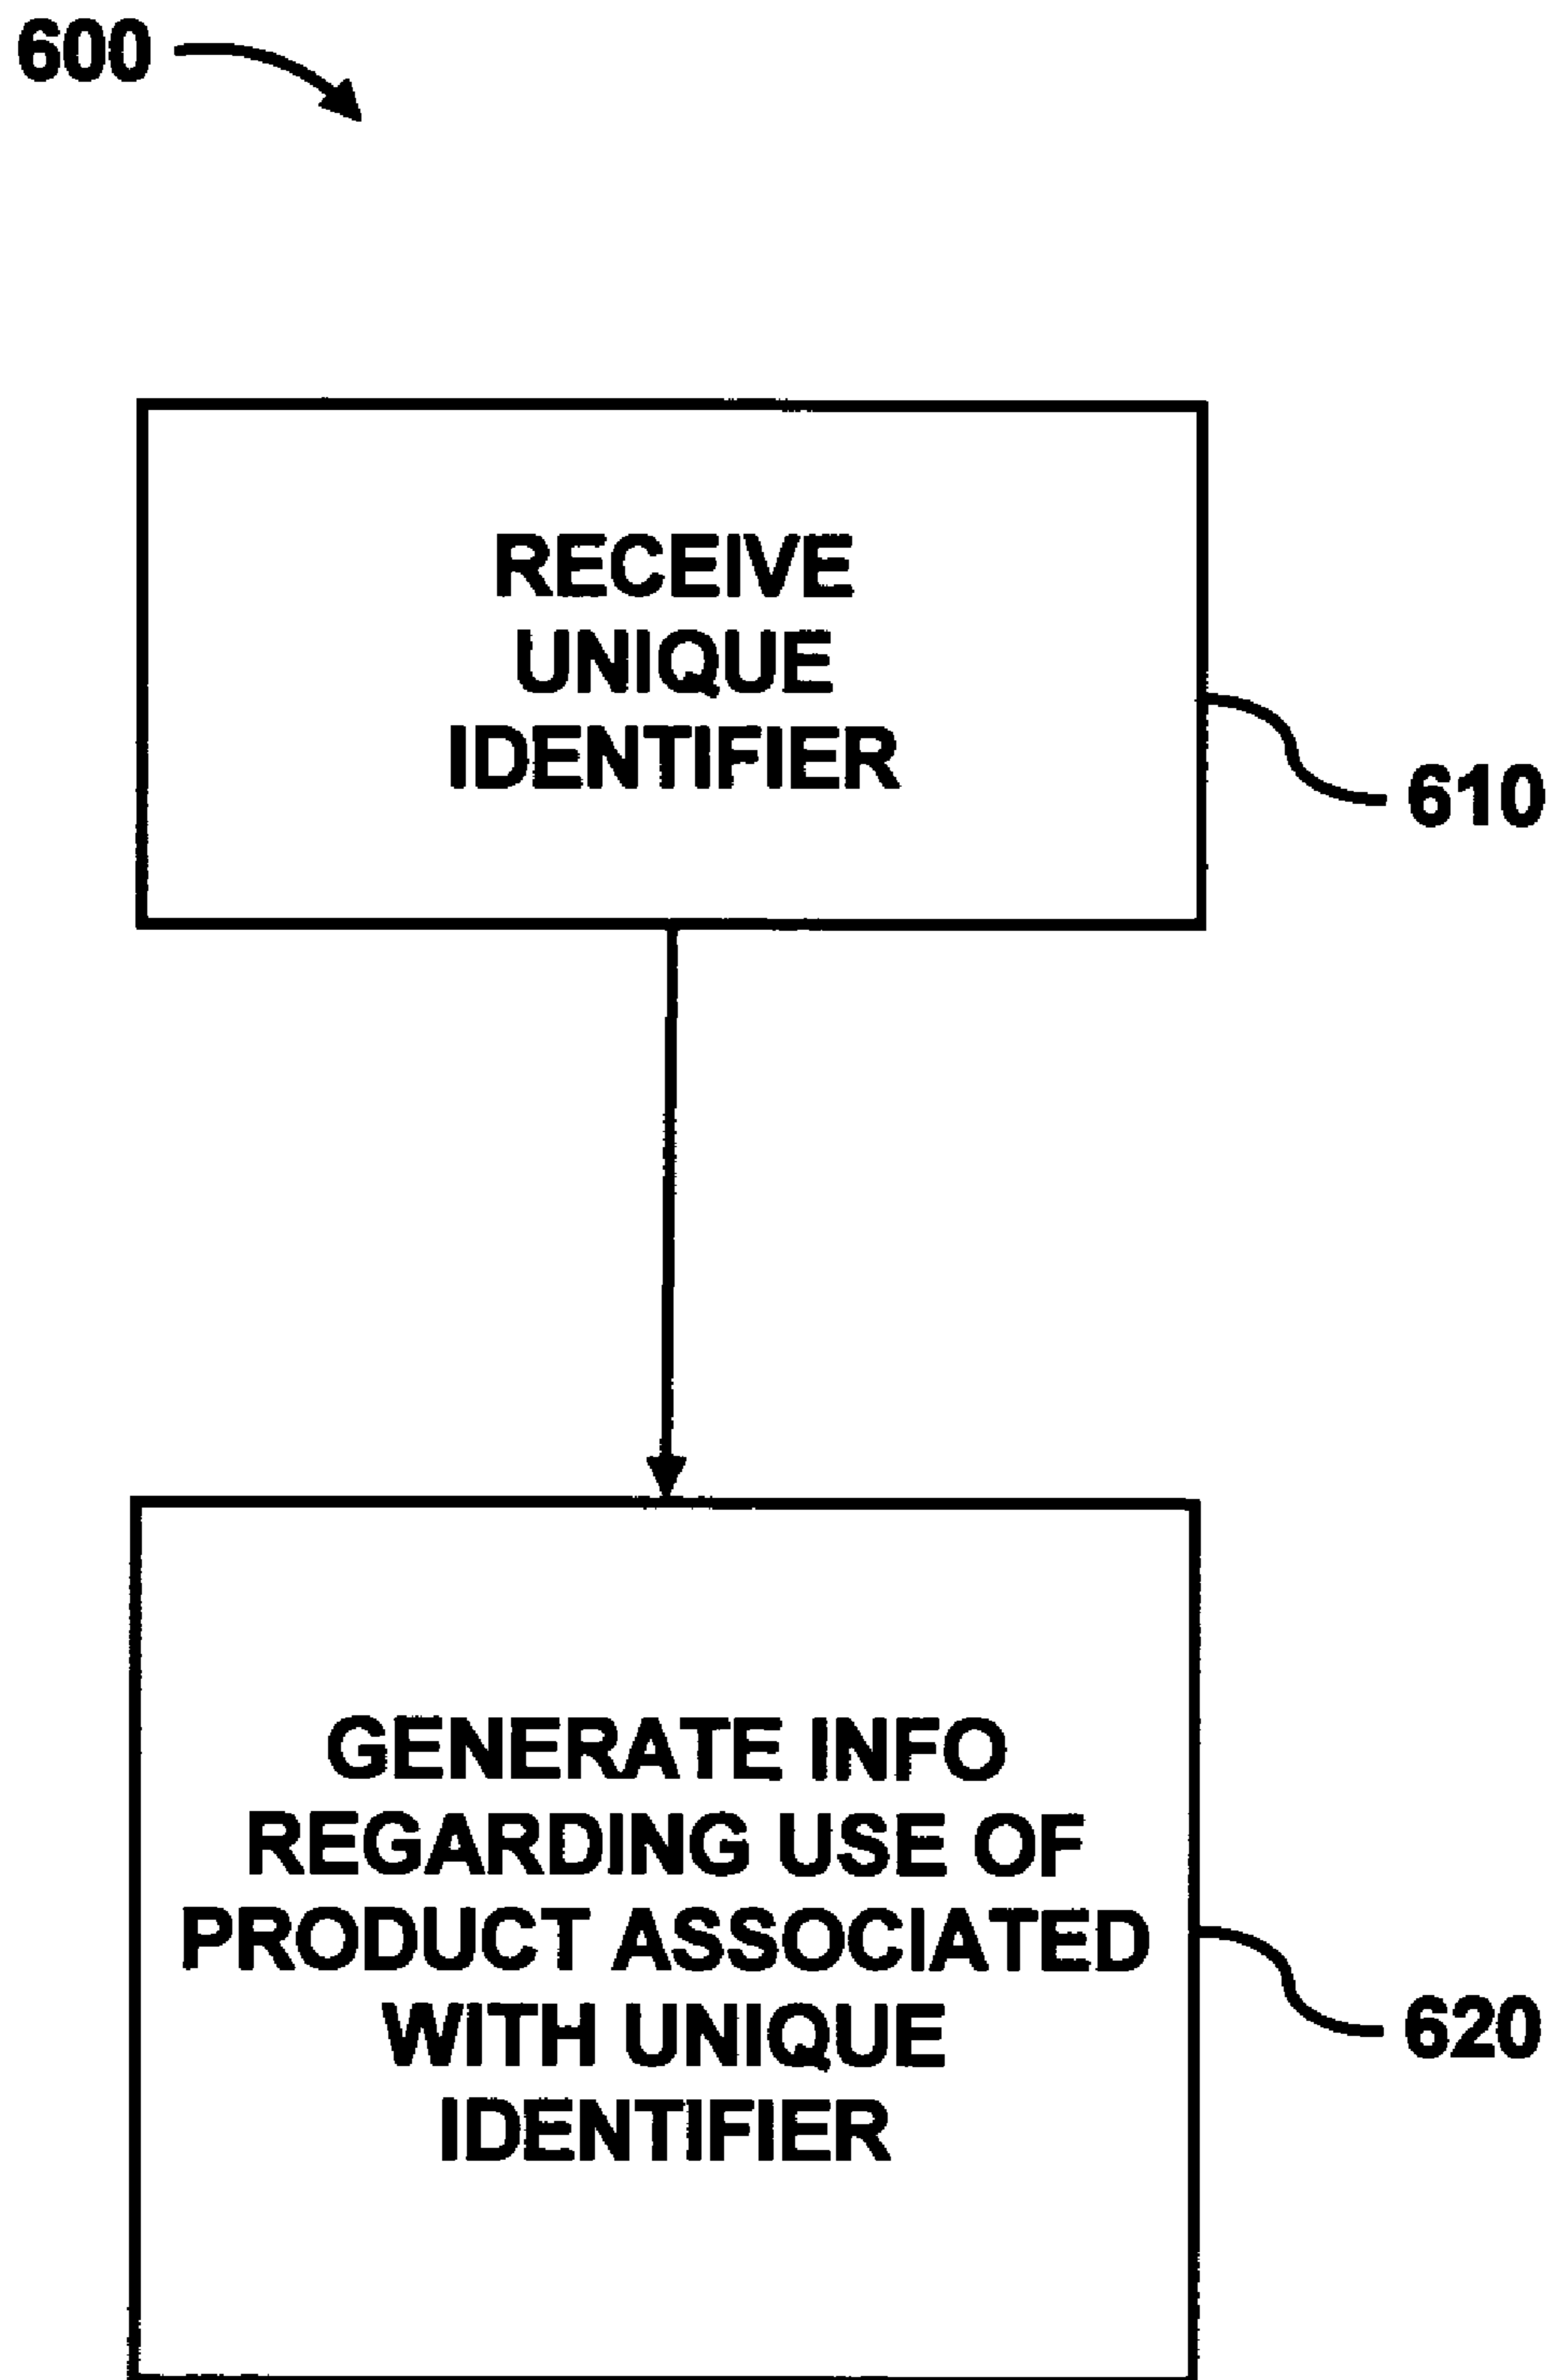 600
RECEIVE
UNIQUE
IDENTIFIER
610
GENERATE INFO
REGARDING USE OF
PRODUCT ASSOCIATED
WITH UNIQUE
IDENTIFIER
620